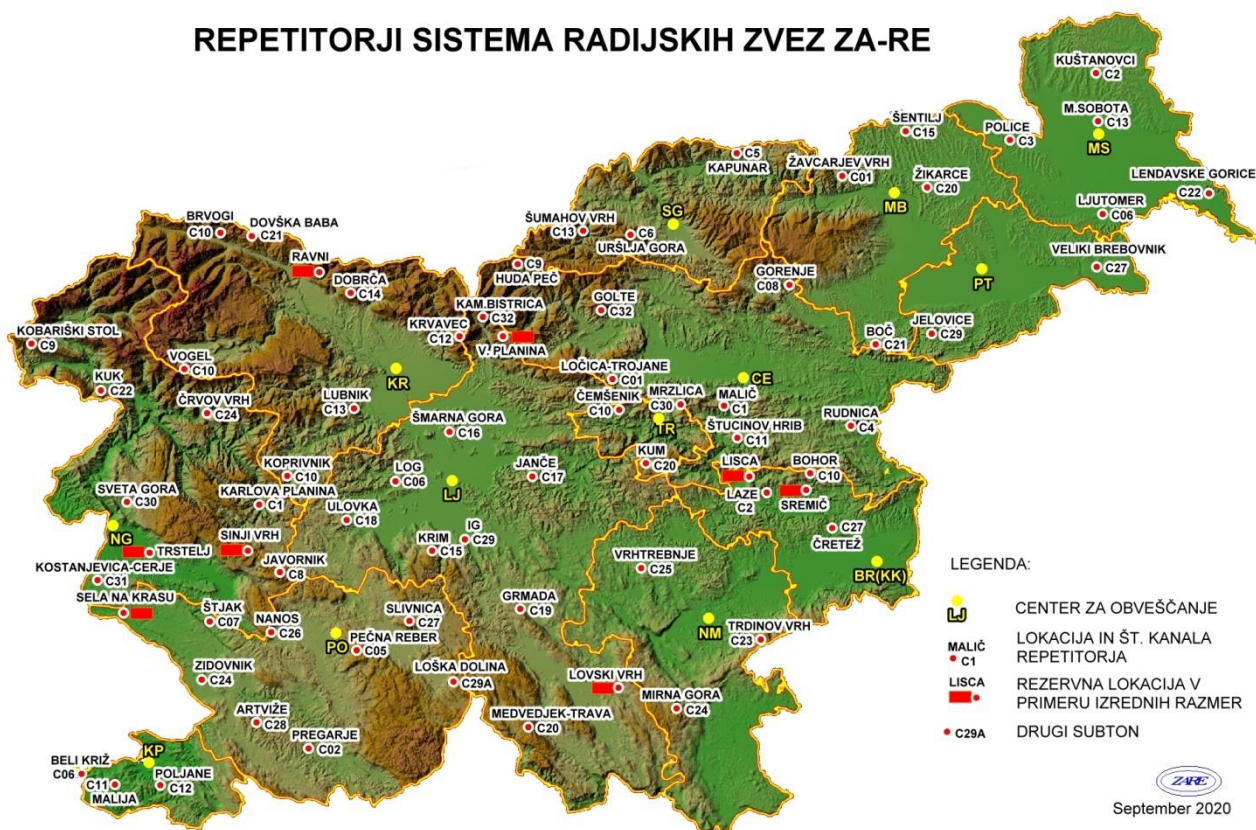 REPETITORJI SISTEMA RADIJSKIH ZVEZ ZA-RE
KUŠTANOVCI
C2
M.SOBOTA
C13
MS
ŠENTILJ
C15
POLICE
C3
C5
KAPUNAR
ŽAVCARJEV VRH
C01
ŽIKARCE
C20
MB
LENDAVSKE GORICE
C22
LJUTOMER
C06
VELIKI BREBOVNIK
C27
PT
BRVOGI
C10
DOVŠKA BABA
C21
RAVNI
DOBRČA
C14
ŠUMAHOV VRH
C13
SG
C6
URŠLJA GORA
C9
HUDA PEČ
GORENJE
C08
GOLTE
C32
KAM.BISTRICA
C32
KRVAVEC
C12
V. PLANINA
BOČ
C21
JELOVICE
C29
KOBARIŠKI STOL
C9
VOGEL
C10
KR
KUK
C22
ČRVOV VRH
C24
LUBNIK
C13
LOČICA-TROJANE
C01
ČEMŠENIK
C10
MRZLICA
C30
CE
MALIČ
C1
TR
ŠTUCINOV HRIB
C11
RUDNICA
C4
ŠMARNA GORA
C16
KUM
C20
LISCA
BOHOR
C10
LAZE
C2
SREMIČ
KOPRIVNIK
C10
LOG
C06
LJ
JANČE
C17
SVETA GORA
C30
KARLOVA PLANINA
C1
ULOVKA
C18
IG
C29
KRIM
C15
C27
ČRETEŽ
NG
TRSTELJ
SINJI VRH
JAVORNIK
C8
VRHTREBNJE
C25
BR(KK)
KOSTANJEVICA-CERJE
C31
SELA NA KRASU
ŠTJAK
C07
NANOS
C26
SLIVNICA
C27
GRMADA
C19
NM
TRDINOV VRH
C23
PO
PEČNA REBER
C05
ZIDOVNIK
C24
LOŠKA DOLINA
C29A
LOVSKI VRH
MIRNA GORA
C24
ARTVIŽE
C28
PREGARJE
C02
MEDVEDJEK-TRAVA
C20
KP
BELI KRIŽ
C06
C11
MALIJA
POLJANE
C12
LEGENDA:
LJ
CENTER ZA OBVEŠČANJE
MALIČ
C1
LOKACIJA IN ŠT. KANALA
REPETITORJA
LISCA
REZERVNA LOKACIJA V
PRIMERU IZREDNIH RAZMER
C29A
DRUGI SUBTON
ZARE
September 2020